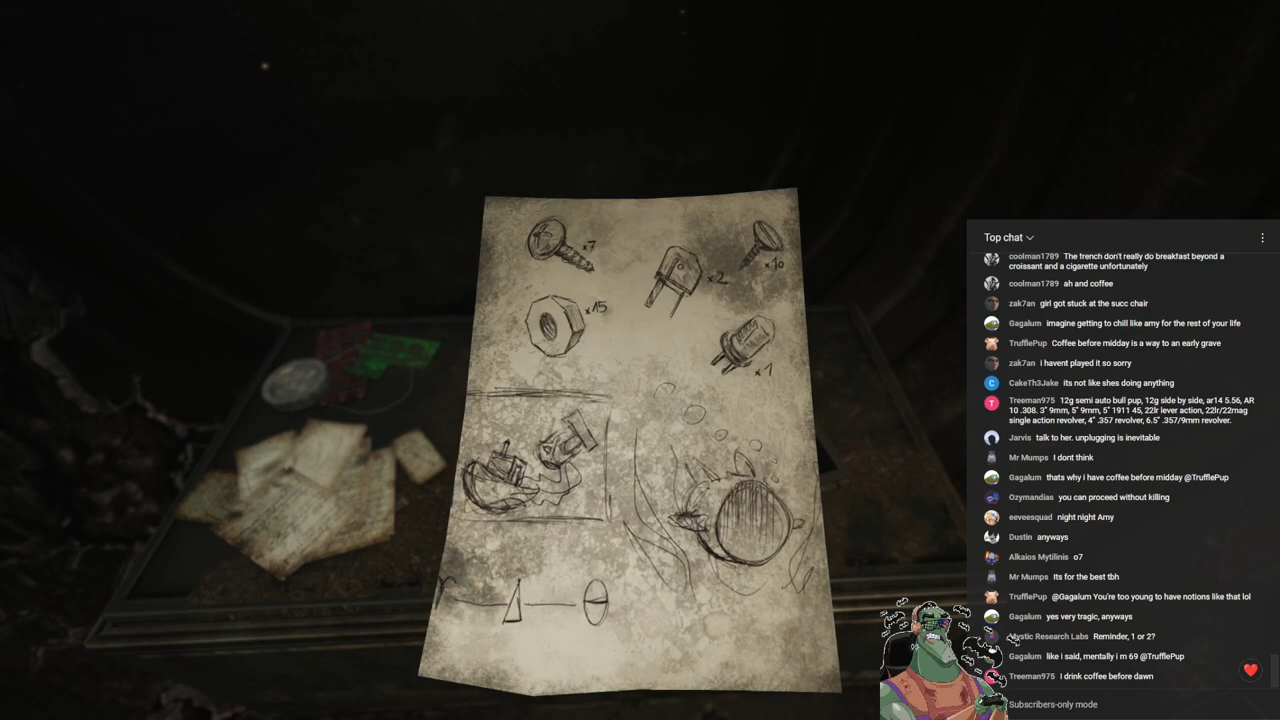 ×7
×2
×10
×15
×1
Top chat
coolman1789 The french don't really do breakfast beyond a
croissant and a cigarette unfortunately
coolman1789 ah and coffee
zak7an girl got stuck at the succ chair
Gagalum imagine getting to chill like amy for the rest of your life
TrufflePup Coffee before midday is a way to an early grave
zak7an i havent played it so sorry
C CakeTh3Jake its not like shes doing anything
T Treeman975 12g semi auto bull pup, 12g side by side, ar14 5.56, AR
10 .308. 3" 9mm, 5" 9mm, 5" 1911 45, 22lr lever action, 22lr/22mag
single action revolver, 4" .357 revolver, 6.5" .357/9mm revolver.
Jarvis talk to her. unplugging is inevitable
Mr Mumps I dont think
Gagalum thats why i have coffee before midday @TrufflePup
Ozymandias you can proceed without killing
eeveesquad night night Amy
Dustin anyways
Alkaios Mytilinis o7
Mr Mumps Its for the best tbh
TrufflePup @Gagalum You're too young to have notions like that lol
Gagalum yes very tragic, anyways
Mystic Research Labs Reminder, 1 or 2?
Gagalum like i said, mentally i m 69 @TrufflePup
Treeman975 I drink coffee before dawn
Subscribers-only mode